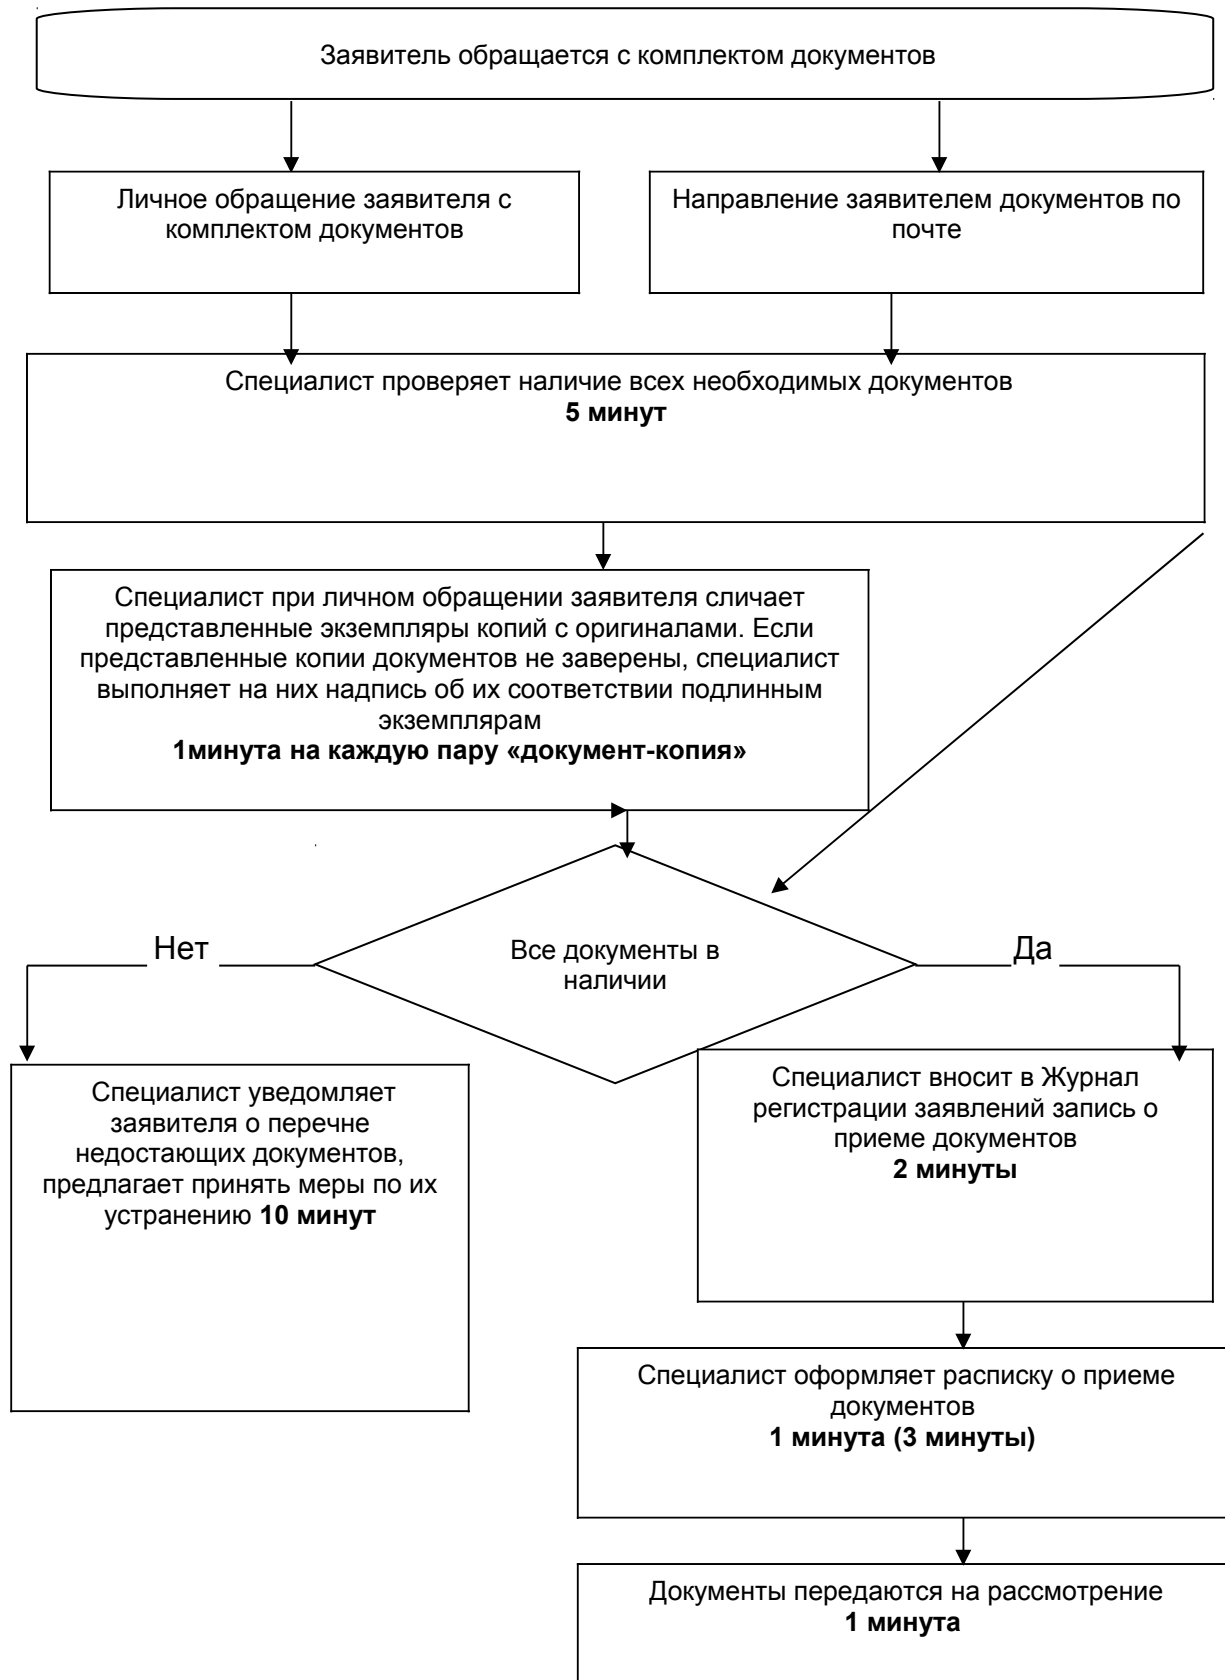 Заявитель обращается с комплектом документов
Личное обращение заявителя с
комплектом документов
Направление заявителем документов по
почте
Специалист проверяет наличие всех необходимых документов
5 минут
Специалист при личном обращении заявителя сличает
представленные экземпляры копий с оригиналами. Если
представленные копии документов не заверены, специалист
выполняет на них надпись об их соответствии подлинным
экземплярам
1минута на каждую пару «документ-копия»
Все документы в
наличии
Нет
Да
Специалист уведомляет
заявителя о перечне
недостающих документов,
предлагает принять меры по их
устранению 10 минут
Специалист вносит в Журнал
регистрации заявлений запись о
приеме документов
2 минуты
Специалист оформляет расписку о приеме
документов
1 минута (3 минуты)
Документы передаются на рассмотрение
1 минута